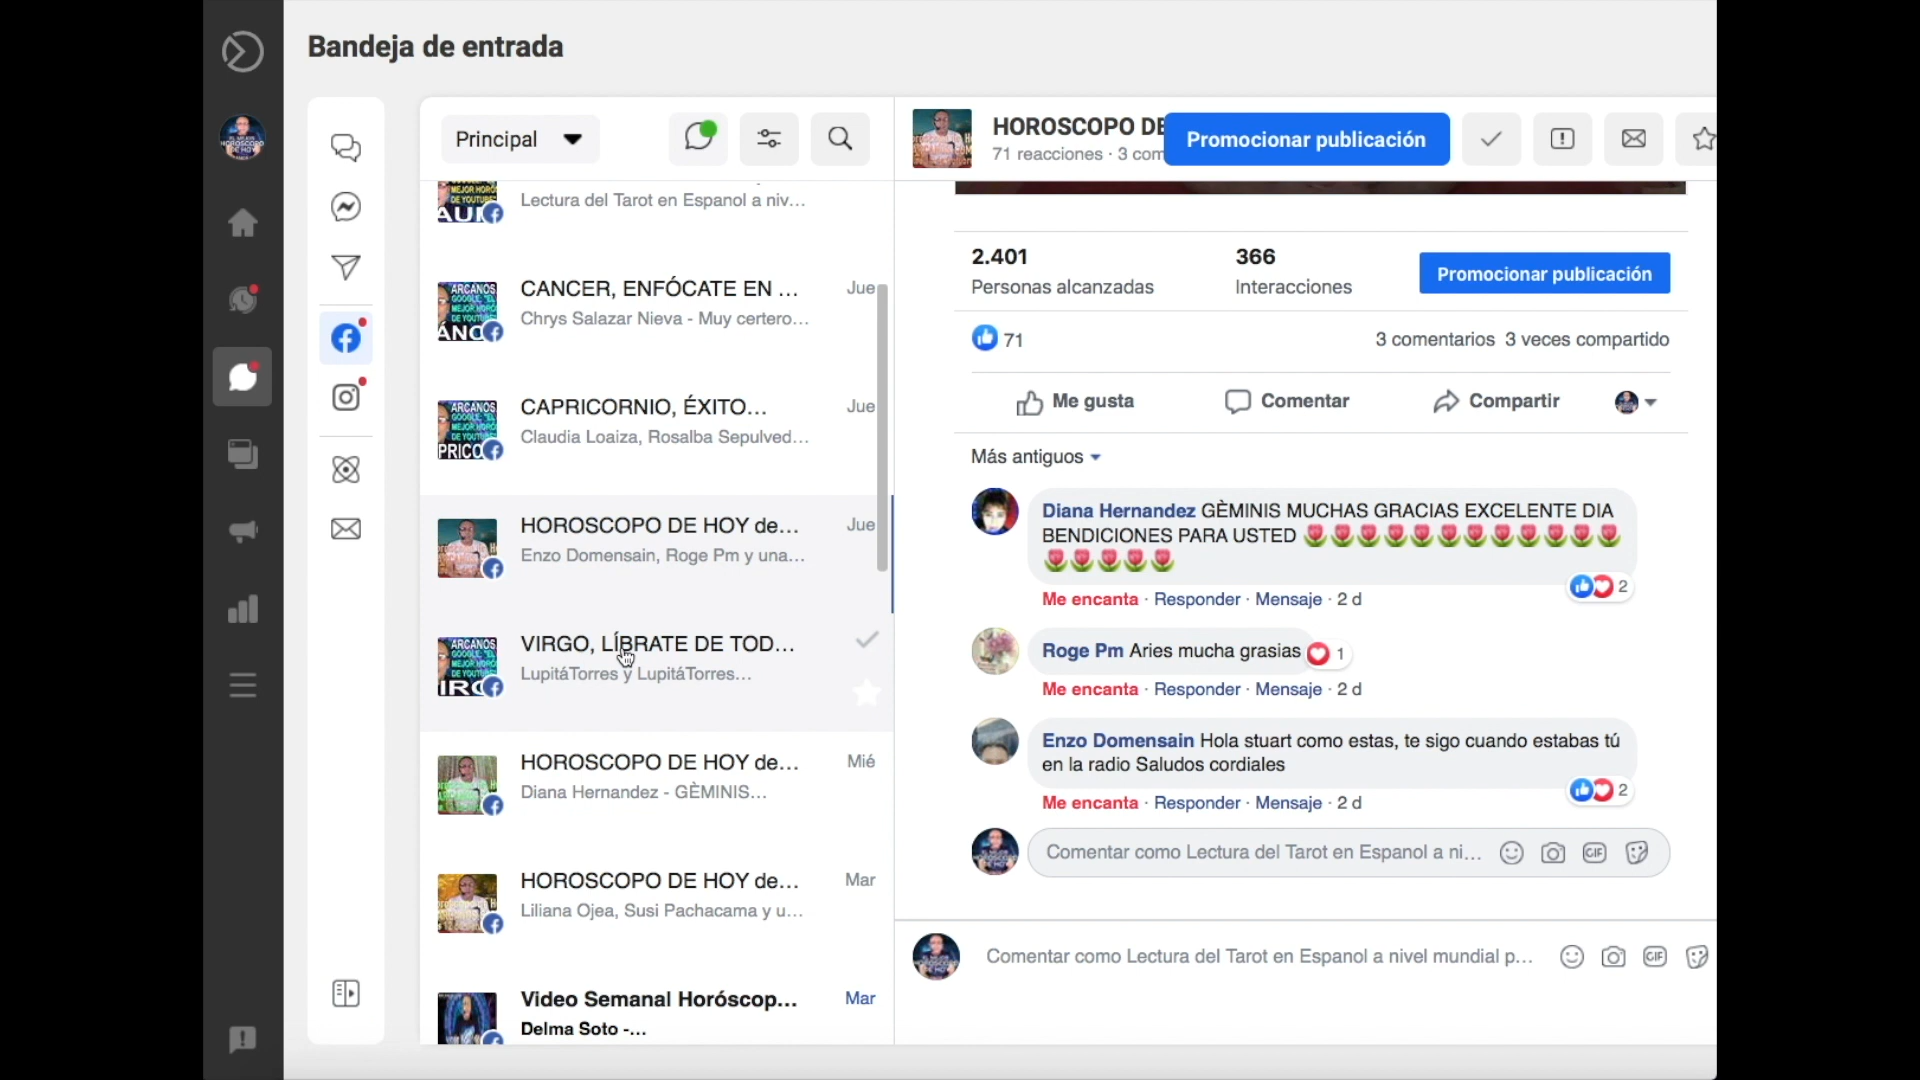 Bandeja de entrada
Principal
Lectura del Tarot en Espanol a niv...
CANCER, ENFÓCATE EN ...
Jue
Chrys Salazar Nieva - Muy certero...
CAPRICORNIO, ÉXITO...
Jue
Claudia Loaiza, Rosalba Sepulved...
HOROSCOPO DE HOY de...
Jue
Enzo Domensain, Roge Pm y una...
VIRGO, LÍBRATE DE TOD...
LupitáTorres y LupitáTorres...
HOROSCOPO DE HOY de...
Mié
Diana Hernandez - GÈMINIS...
HOROSCOPO DE HOY de...
Mar
Liliana Ojea, Susi Pachacama y u...
Video Semanal Horóscop...
Mar
Delma Soto -...
HOROSCOPO DE
71 reacciones · 3 com
Promocionar publicación
2.401
Personas alcanzadas
366
Interacciones
Promocionar publicación
71
3 comentarios 3 veces compartido
Me gusta
Comentar
Compartir
Más antiguos
Diana Hernandez GÈMINIS MUCHAS GRACIAS EXCELENTE DIA
BENDICIONES PARA USTED 🌷🌷🌷🌷🌷🌷🌷🌷🌷🌷🌷🌷
🌷🌷🌷🌷🌷
2
Me encanta · Responder · Mensaje · 2 d
Roge Pm Aries mucha grasias
1
Me encanta · Responder · Mensaje · 2 d
Enzo Domensain Hola stuart como estas, te sigo cuando estabas tú
en la radio Saludos cordiales
2
Me encanta · Responder · Mensaje · 2 d
Comentar como Lectura del Tarot en Espanol a ni...
GIF
Comentar como Lectura del Tarot en Espanol a nivel mundial p...
GIF